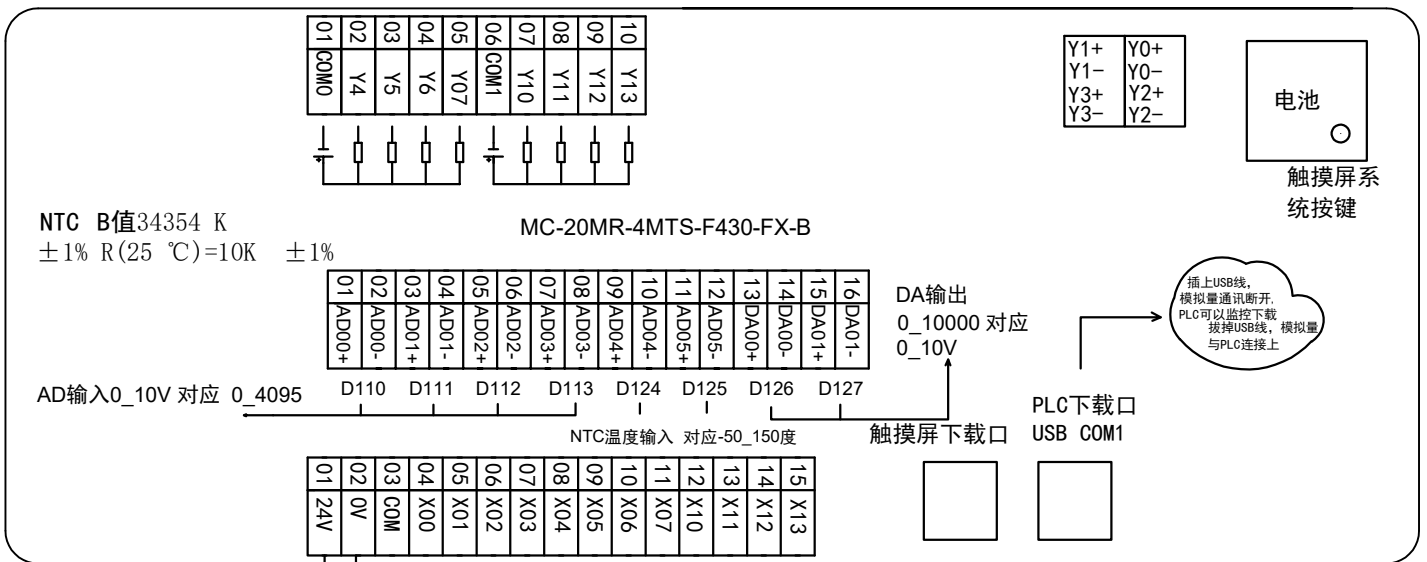 01 02 03 04 05 06 07 08 09 10
COM0 Y4 Y5 Y6 Y07 COM1 Y10 Y11 Y12 Y13
Y1+ Y0+
Y1- Y0-
Y3+ Y2+
Y3- Y2-
电池
触摸屏系
统按键
NTC B值34354 K
±1% R(25 ℃)=10K ±1%
MC-20MR-4MTS-F430-FX-B
01 02 03 04 05 06 07 08 09 10 11 12 13 14 15 16
AD00+ AD00- AD01+ AD01- AD02+ AD02- AD03+ AD03- AD04+ AD04- AD05+ AD05- DA00+ DA00- DA01+ DA01-
D110 D111 D112 D113 D124 D125 D126 D127
DA输出
0_10000 对应
0_10V
插上USB线，
模拟量通讯断开，
PLC可以监控下载
拔掉USB线，模拟量
与PLC连接上
AD输入0_10V 对应 0_4095
NTC温度输入 对应-50_150度
触摸屏下载口
PLC下载口
USB COM1
01 02 03 04 05 06 07 08 09 10 11 12 13 14 15
24V 0V COM X00 X01 X02 X03 X04 X05 X06 X07 X10 X11 X12 X13